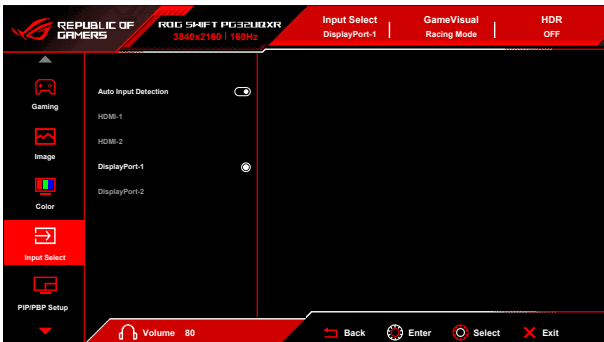 REPUBLIC OF
GAMERS
ROG SWIFT PG32UQXR
3840x2160 | 160Hz
Input Select
DisplayPort-1
GameVisual
Racing Mode
HDR
OFF
Gaming
Image
Color
Input Select
PIP/PBP Setup
Auto Input Detection
HDMI-1
HDMI-2
DisplayPort-1
DisplayPort-2
Volume 80
Back
Enter
Select
Exit